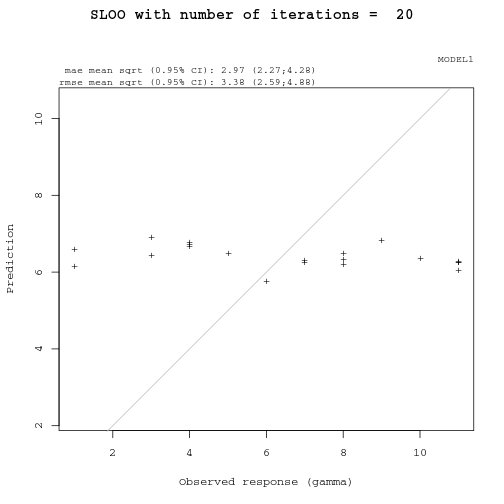 SLOO with number of iterations = 20
MODEL1
mae mean sqrt (0.95% CI): 2.97 (2.27;4.28)
rmse mean sqrt (0.95% CI): 3.38 (2.59;4.88)
10
8
6
4
2
Prediction
2 4 6 8 10
Observed response (gamma)